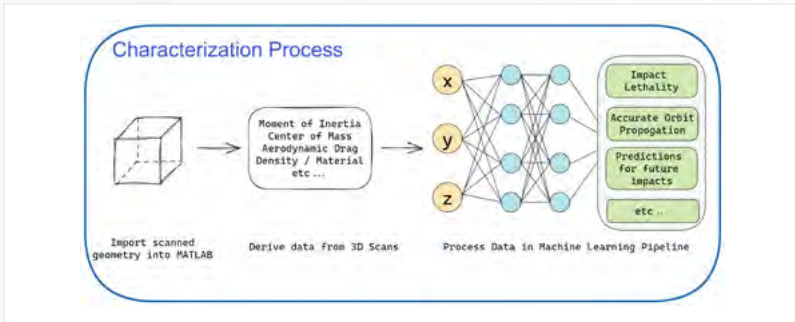 Characterization Process
Moment of Inertia
Center of Mass
Aerodynamic Drag
Density / Material
etc ...
x
y
z
Impact
Lethality
Accurate Orbit
Propogation
Predictions
for future
impacts
etc ..
Import scanned
geometry into MATLAB
Derive data from 3D Scans
Process Data in Machine Learning Pipeline